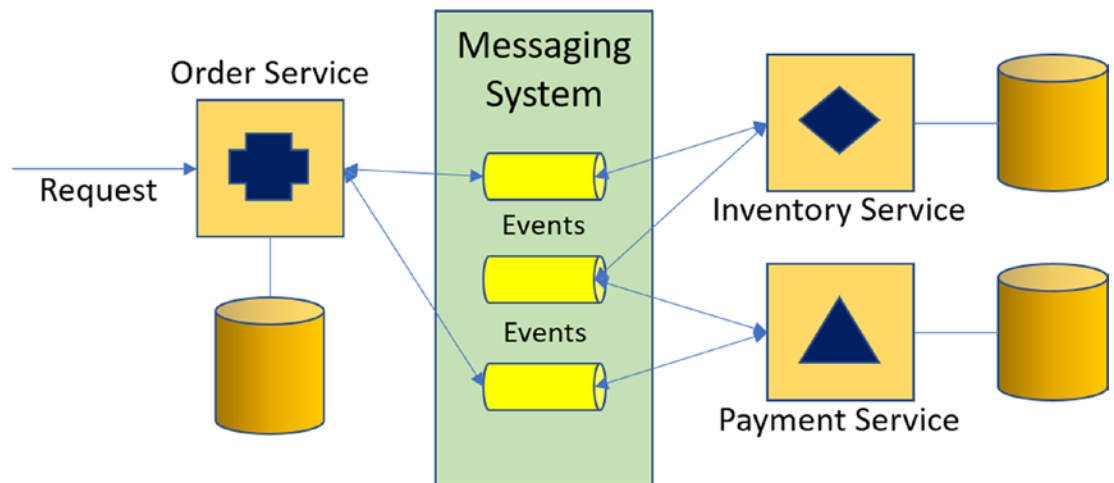 Messaging
System
Order Service
Request
Events
Events
Inventory Service
Payment Service